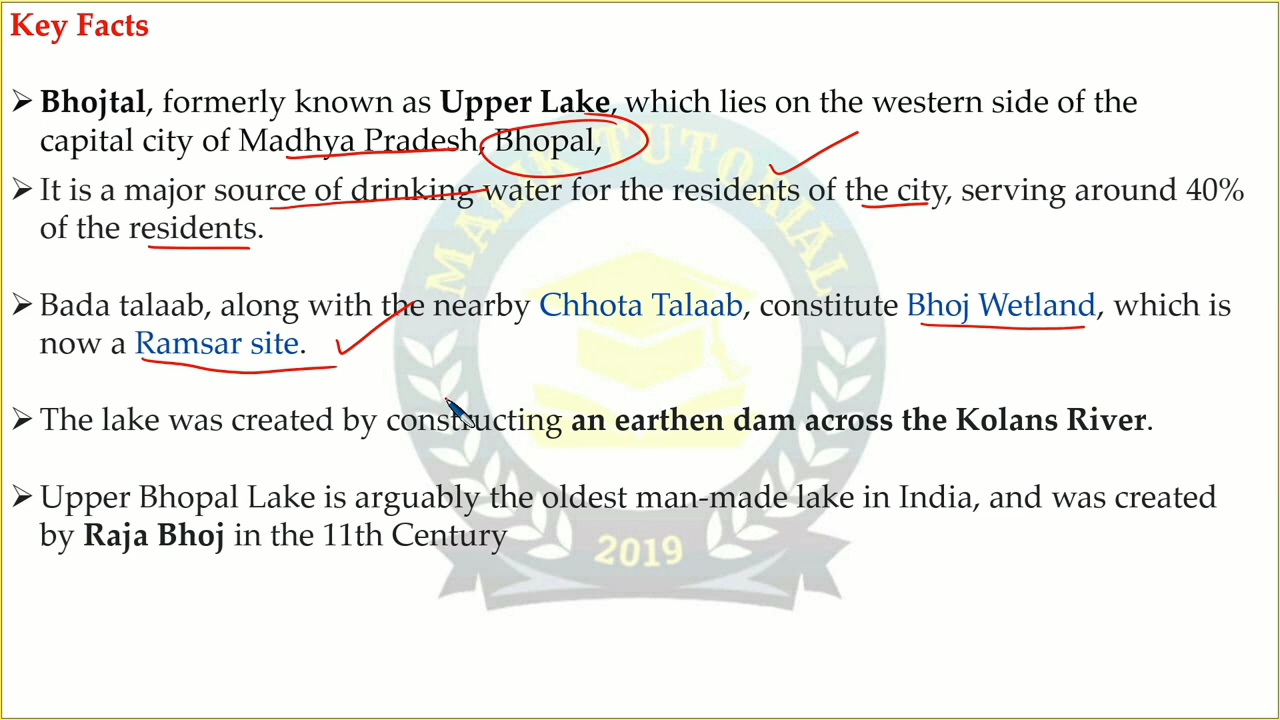 Key Facts
➢ Bhojtal, formerly known as Upper Lake, which lies on the western side of the
capital city of Madhya Pradesh, Bhopal,
➢ It is a major source of drinking water for the residents of the city, serving around 40%
of the residents.
➢ Bada talaab, along with the nearby Chhota Talaab, constitute Bhoj Wetland, which is
now a Ramsar site.
➢ The lake was created by constructing an earthen dam across the Kolans River.
➢ Upper Bhopal Lake is arguably the oldest man-made lake in India, and was created
by Raja Bhoj in the 11th Century
MALIK TUTORIAL
2019